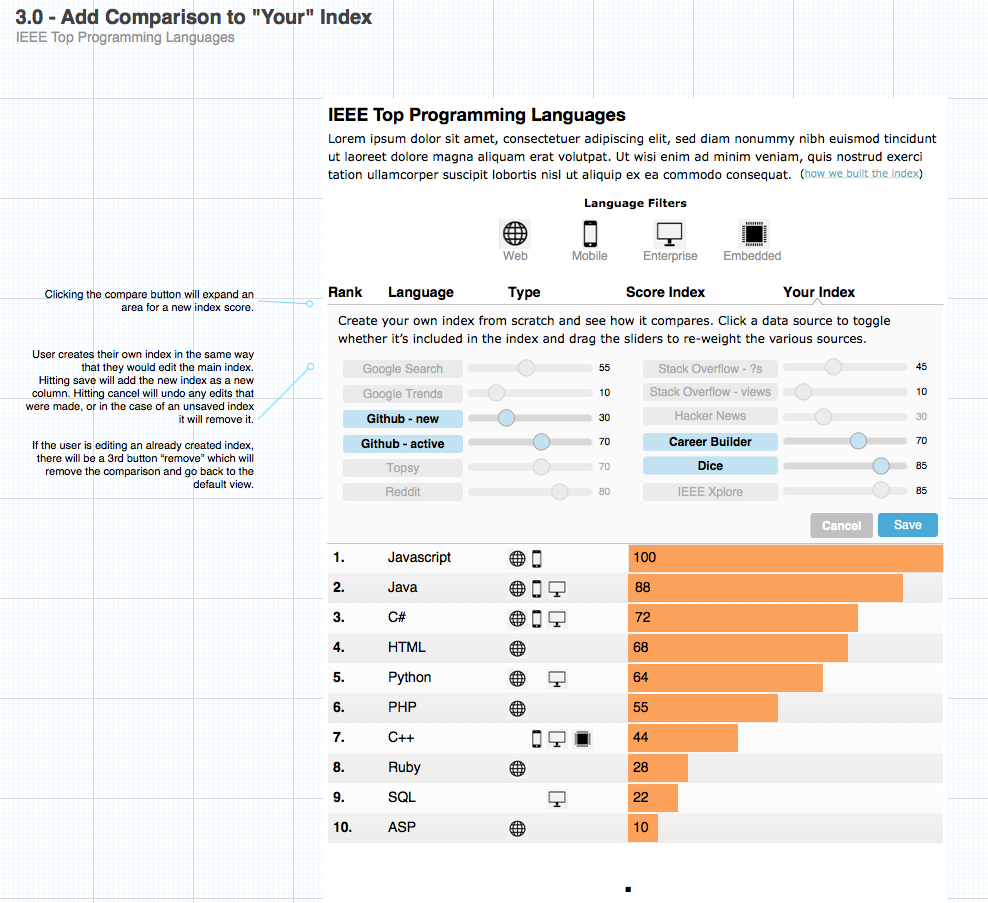 3.0 - Add Comparison to "Your" Index
IEEE Top Programming Languages
IEEE Top Programming Languages
Lorem ipsum dolor sit amet, consectetuer adipiscing elit, sed diam nonummy nibh euismod tincidunt
ut laoreet dolore magna aliquam erat volutpat. Ut wisi enim ad minim veniam, quis nostrud exerci
tation ullamcorper suscipit lobortis nisl ut aliquip ex ea commodo consequat. (how we built the index)
Language Filters
Web Mobile Enterprise Embedded
Clicking the compare button will expand an
area for a new index score.
User creates their own index in the same way
that they would edit the main index.
Hitting save will add the new index as a new
column. Hitting cancel will undo any edits that
were made, or in the case of an unsaved index
it will remove it.
If the user is editing an already created index,
there will be a 3rd button “remove” which will
remove the comparison and go back to the
default view.
Rank Language Type Score Index Your Index
Create your own index from scratch and see how it compares. Click a data source to toggle
whether it’s included in the index and drag the sliders to re-weight the various sources.
Google Search 55 Stack Overflow - ?s 45
Google Trends 10 Stack Overflow - views 10
Github - new 30 Hacker News 30
Github - active 70 Career Builder 70
Topsy 70 Dice 85
Reddit 80 IEEE Xplore 85
Cancel Save
1. Javascript 100
2. Java 88
3. C# 72
4. HTML 68
5. Python 64
6. PHP 55
7. C++ 44
8. Ruby 28
9. SQL 22
10. ASP 10